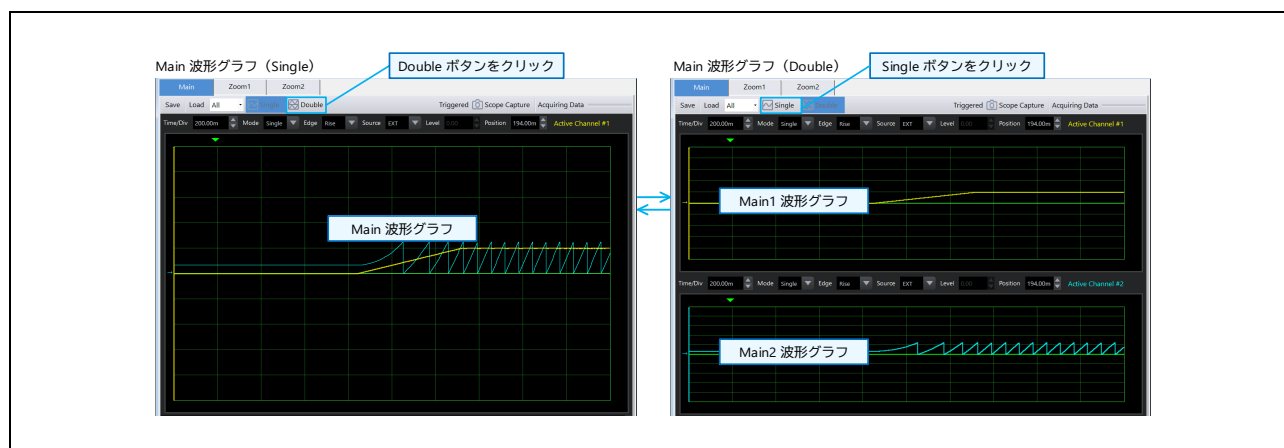 Main 波形グラフ（Single）
Double ボタンをクリック
Main Zoom1 Zoom2
Save Load All Single Double Triggered Scope Capture Acquiring Data
Time/Div 200.00m Mode Single Edge Rise Source EXT Level 0.00 Position 194.00m Active Channel #1
Main 波形グラフ
Main 波形グラフ（Double）
Single ボタンをクリック
Main Zoom1 Zoom2
Save Load All Single Double Triggered Scope Capture Acquiring Data
Time/Div 200.00m Mode Single Edge Rise Source EXT Level 0.00 Position 194.00m Active Channel #1
Main1 波形グラフ
Time/Div 200.00m Mode Single Edge Rise Source EXT Level 0.00 Position 194.00m Active Channel #2
Main2 波形グラフ